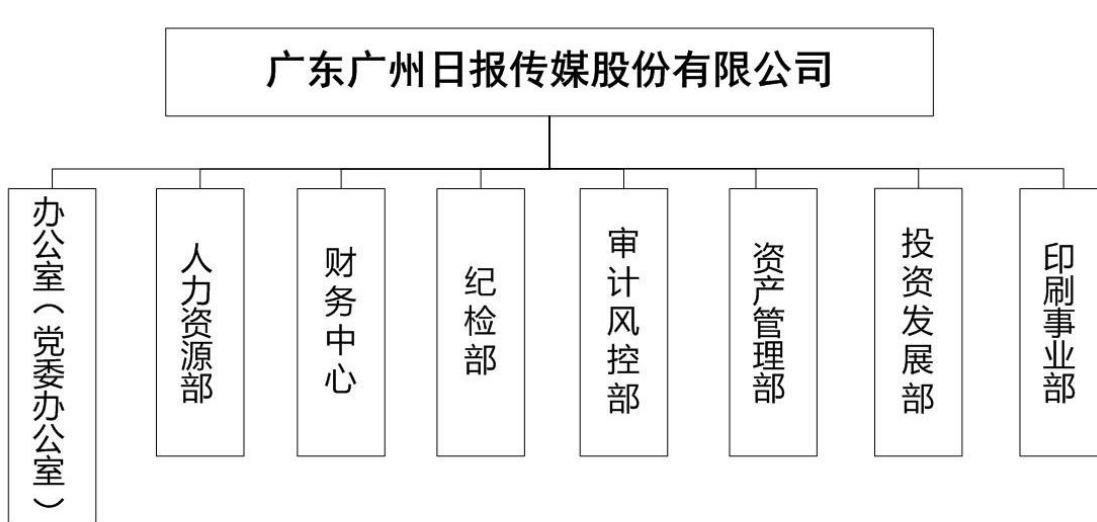 广东广州日报传媒股份有限公司
办公室（党委办公室）
人力资源部
财务中心
纪检部
审计风控部
资产管理部
投资发展部
印刷事业部